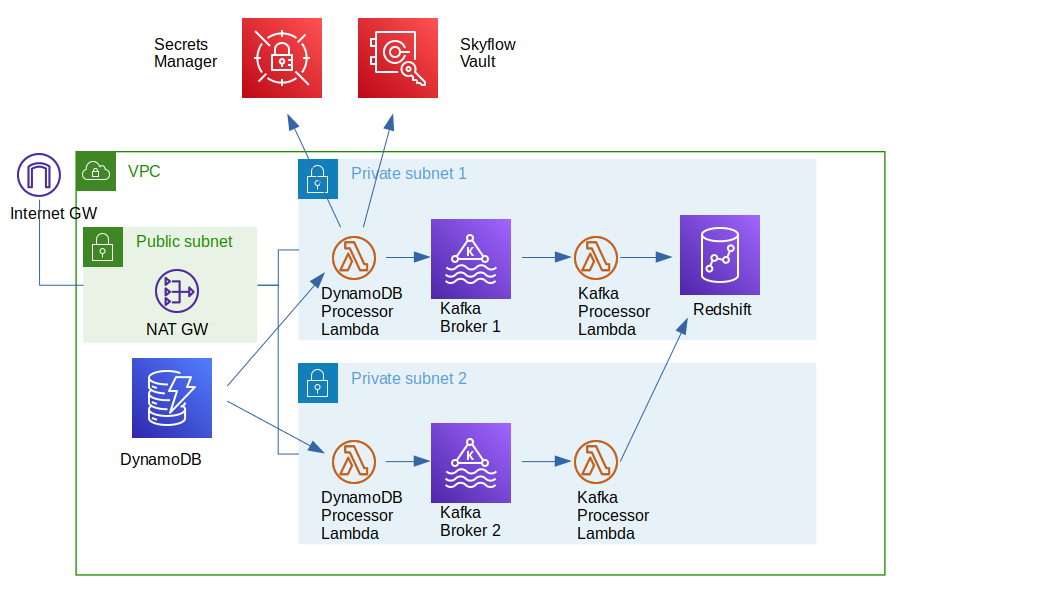 Secrets
Manager
Skyflow
Vault
VPC
Internet GW
Public subnet
NAT GW
DynamoDB
Private subnet 1
DynamoDB
Processor
Lambda
K
Kafka
Broker 1
Kafka
Processor
Lambda
Redshift
Private subnet 2
DynamoDB
Processor
Lambda
K
Kafka
Broker 2
Kafka
Processor
Lambda